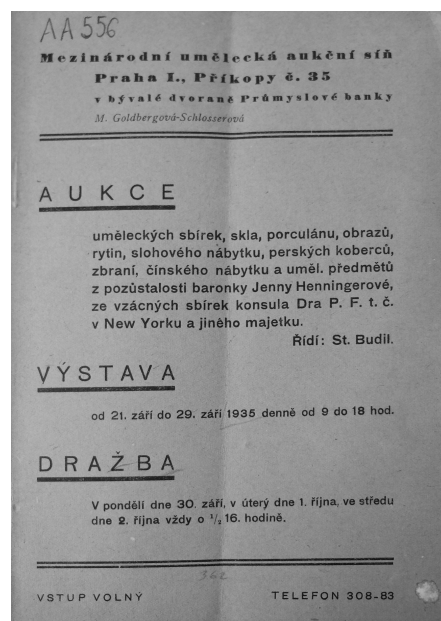 AA 556
Mezinárodní umělecká aukční síň
Praha I., Příkopy č. 35
v bývalé dvoraně Průmyslové banky
M. Goldbergová-Schlosserová
AUKCE
uměleckých sbírek, skla, porculánu, obrazů,
rytin, slohového nábytku, perských koberců,
zbraní, čínského nábytku a uměl. předmětů
z pozůstalosti baronky Jenny Henningerové,
ze vzácných sbírek konsula Dra P. F. t. č.
v New Yorku a jiného majetku.
Řídí: St. Budil.
VÝSTAVA
od 21. září do 29. září 1935 denně od 9 do 18 hod.
DRAŽBA
V pondělí dne 30. září, v úterý dne 1. října, ve středu
dne 2. října vždy o 1/2 16. hodině.
362
VSTUP VOLNÝ
TELEFON 308-83